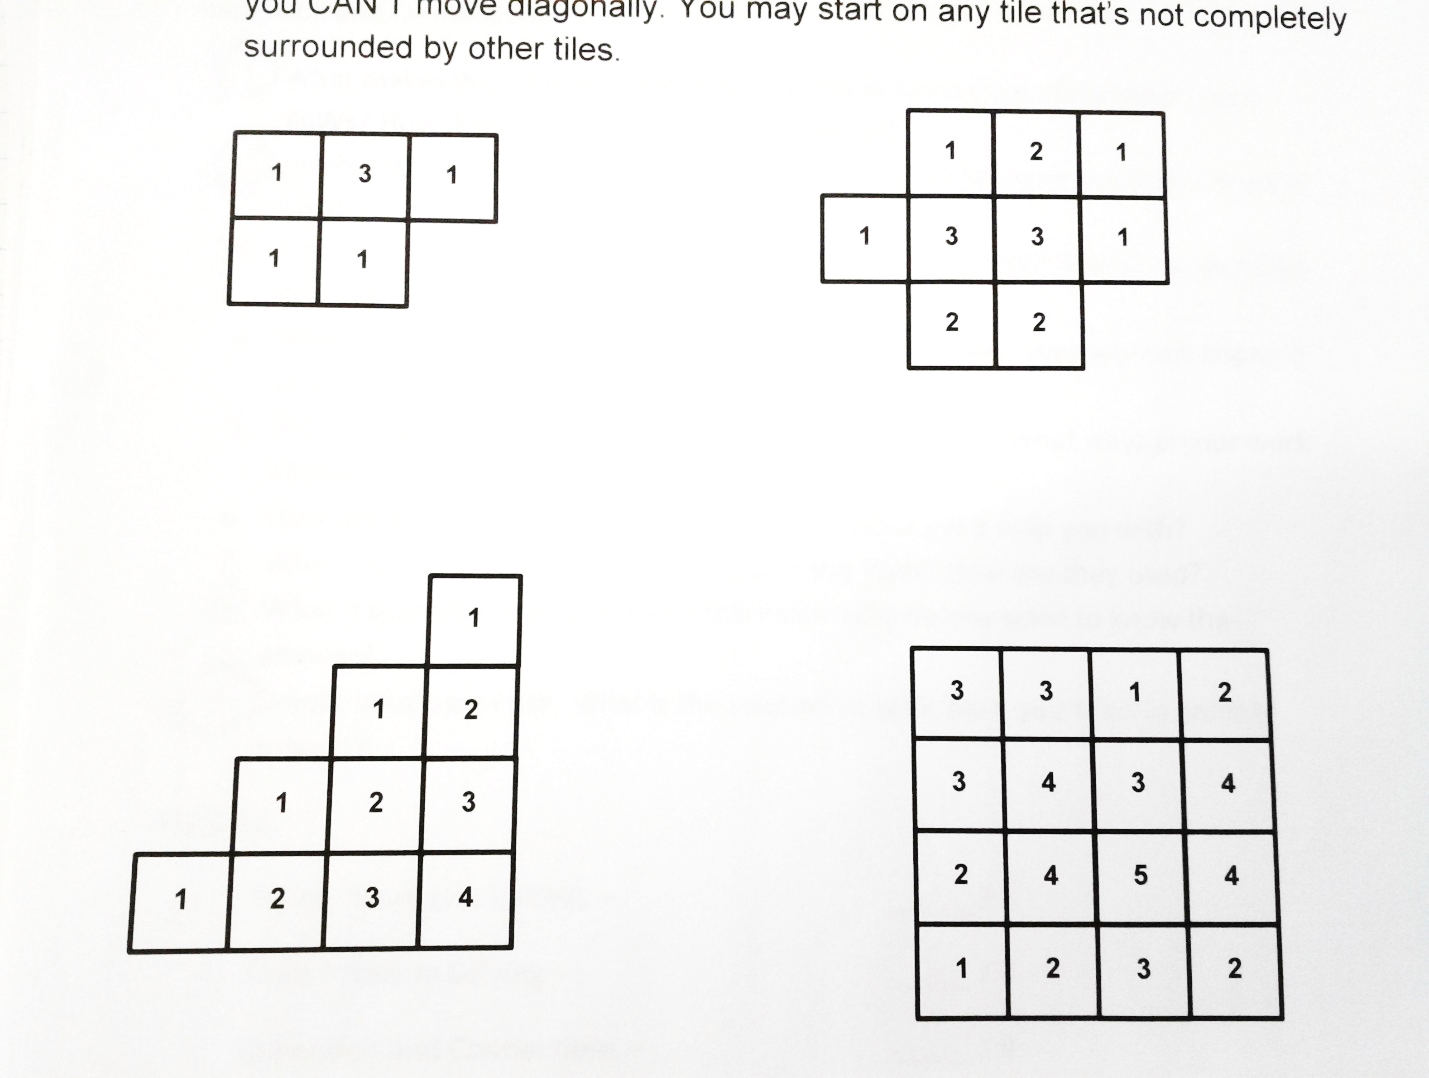 you CAN'T move diagonally. You may start on any tile that's not completely
surrounded by other tiles.
1 3 1
1 1
1 2 1
1 3 3 1
2 2
1
1 2
1 2 3
1 2 3 4
3 3 1 2
3 4 3 4
2 4 5 4
1 2 3 2